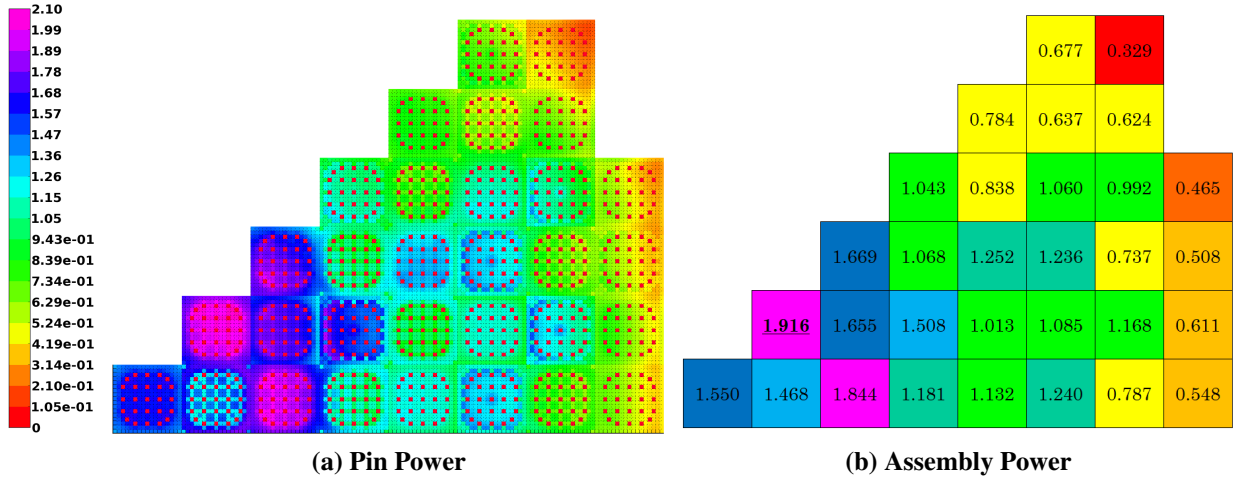 2.10
1.99
1.89
1.78
1.68
1.57
1.47
1.36
1.26
1.15
1.05
9.43e-01
8.39e-01
7.34e-01
6.29e-01
5.24e-01
4.19e-01
3.14e-01
2.10e-01
1.05e-01
0
(a) Pin Power
0.677 0.329
0.784 0.637 0.624
1.043 0.838 1.060 0.992 0.465
1.669 1.068 1.252 1.236 0.737 0.508
1.916 1.655 1.508 1.013 1.085 1.168 0.611
1.550 1.468 1.844 1.181 1.132 1.240 0.787 0.548
(b) Assembly Power